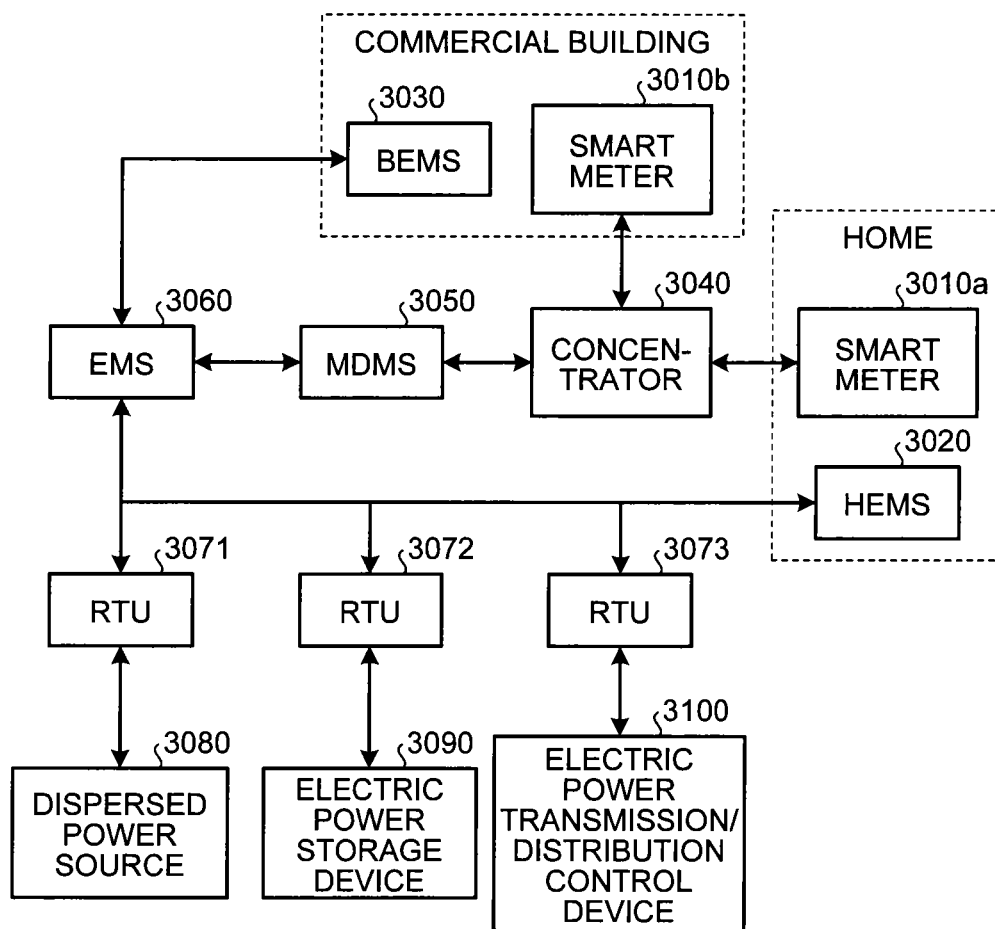 COMMERCIAL BUILDING
3030
BEMS
3010b
SMART
METER
HOME
3060
EMS
3050
MDMS
3040
CONCEN-
TRATOR
3010a
SMART
METER
3020
HEMS
3071
RTU
3072
RTU
3073
RTU
3080
DISPERSED
POWER
SOURCE
3090
ELECTRIC
POWER
STORAGE
DEVICE
3100
ELECTRIC
POWER
TRANSMISSION/
DISTRIBUTION
CONTROL
DEVICE